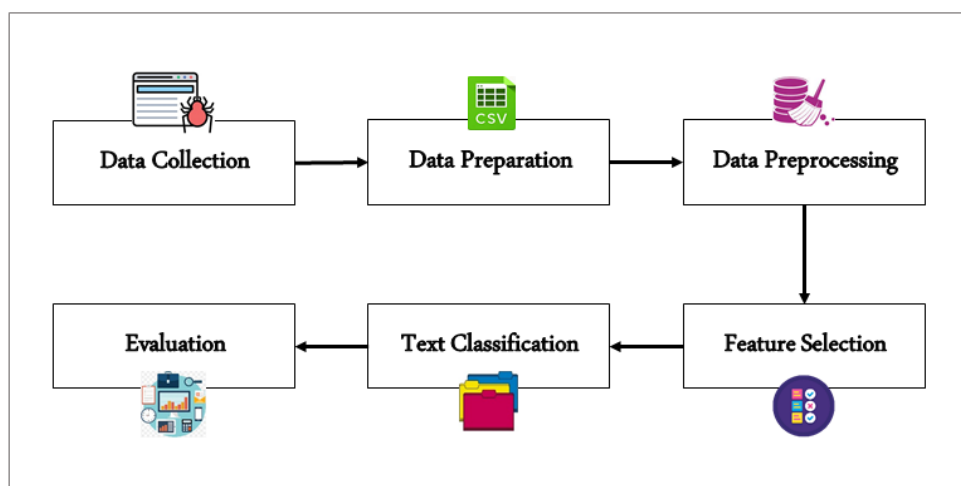 Data Collection
CSV
Data Preparation
Data Preprocessing
Evaluation
Text Classification
Feature Selection